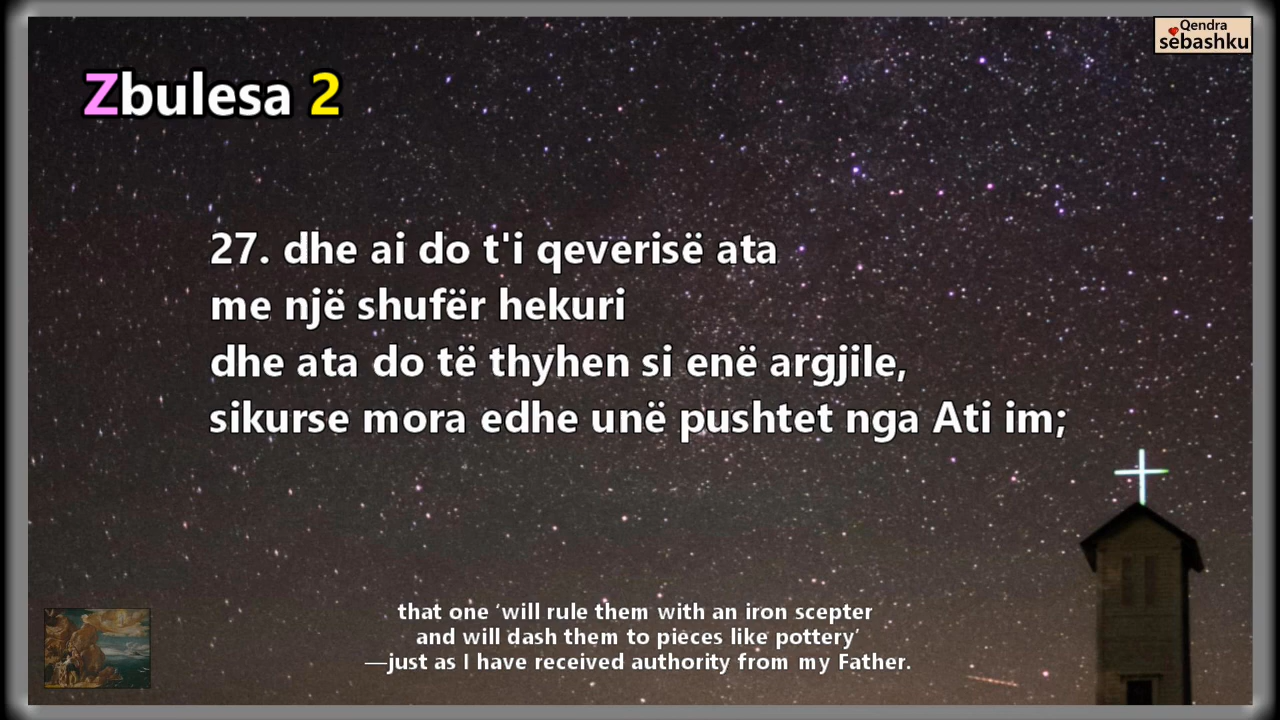 Qendra
sebashku
Zbulesa 2
27. dhe ai do t'i qeverisë ata
me një shufër hekuri
dhe ata do të thyhen si enë argjile,
sikurse mora edhe unë pushtet nga Ati im;
that one ‘will rule them with an iron scepter
and will dash them to pieces like pottery’
—just as I have received authority from my Father.